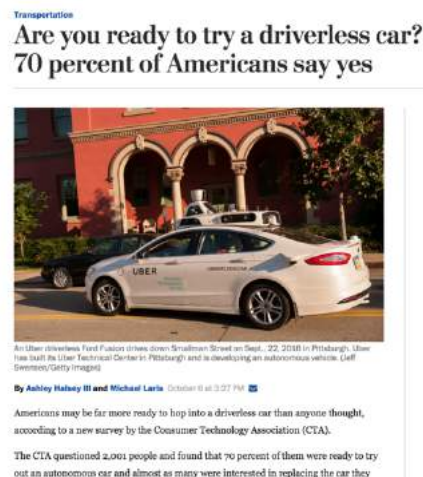 Transportation
Are you ready to try a driverless car?
70 percent of Americans say yes
UBER
An Uber driverless Ford Fusion drives down Smallman Street on Sept., 22, 2016 in Pittsburgh. Uber
has built its Uber Technical Center in Pittsburgh and is developing an autonomous vehicle. (Jeff
Swensen/Getty Images)
By Ashley Halsey III and Michael Laris October 6 at 3:27 PM
Americans may be far more ready to hop into a driverless car than anyone thought,
according to a new survey by the Consumer Technology Association (CTA).
The CTA questioned 2,001 people and found that 70 percent of them were ready to try
out an autonomous car and almost as many were interested in replacing the car they